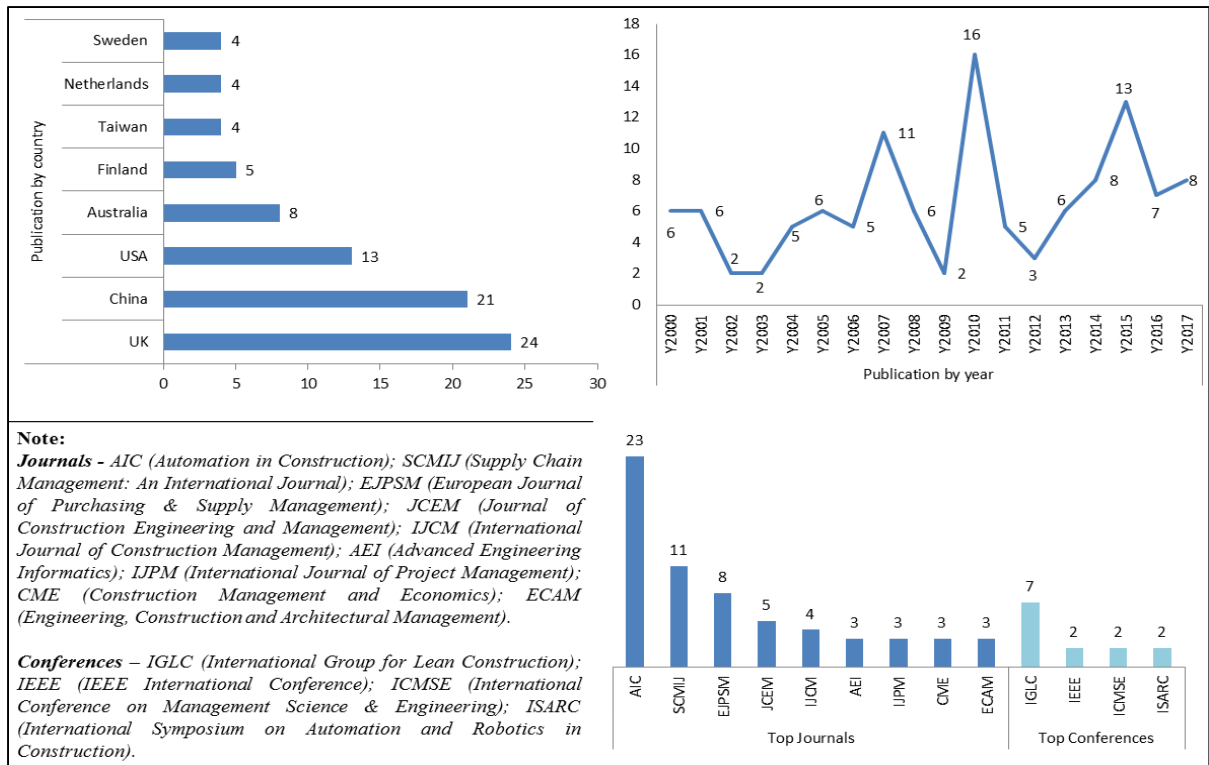 Publication by country
Sweden 4
Netherlands 4
Taiwan 4
Finland 5
Australia 8
USA 13
China 21
UK 24
0 5 10 15 20 25 30
18
16
14
12
10
8
6
4
2
0
6 6 2 2 5 6 5 11 6 2 16 5 3 6 8 13 7 8
Y2000 Y2001 Y2002 Y2003 Y2004 Y2005 Y2006 Y2007 Y2008 Y2009 Y2010 Y2011 Y2012 Y2013 Y2014 Y2015 Y2016 Y2017
Publication by year
Note:
Journals - AIC (Automation in Construction); SCMIJ (Supply Chain
Management: An International Journal); EJPSM (European Journal
of Purchasing & Supply Management); JCEM (Journal of
Construction Engineering and Management); IJCM (International
Journal of Construction Management); AEI (Advanced Engineering
Informatics); IJPM (International Journal of Project Management);
CME (Construction Management and Economics); ECAM
(Engineering, Construction and Architectural Management).
Conferences – IGLC (International Group for Lean Construction);
IEEE (IEEE International Conference); ICMSE (International
Conference on Management Science & Engineering); ISARC
(International Symposium on Automation and Robotics in
Construction).
23 11 8 5 4 3 3 3 3 7 2 2 2
AIC SCMIJ EJPSM JCEM IJCM AEI IJPM CME ECAM IGLC IEEE ICMSE ISARC
Top Journals Top Conferences